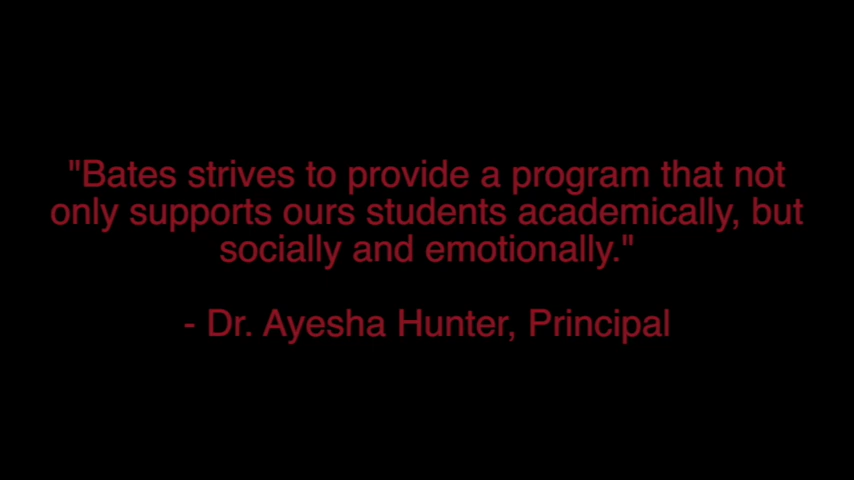 "Bates strives to provide a program that not
only supports ours students academically, but
socially and emotionally."
- Dr. Ayesha Hunter, Principal